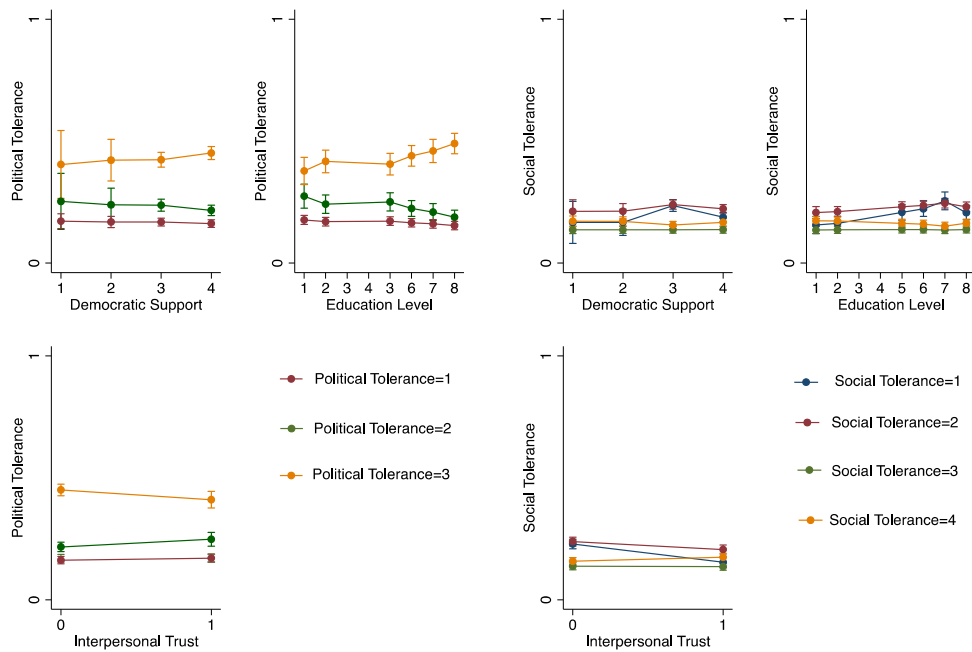 Political Tolerance
1
0
1 2 3 4
Democratic Support
Political Tolerance
1
0
1 2 3 4 3 6 7 8
Education Level
Social Tolerance
1
0
1 2 3 4
Democratic Support
Social Tolerance
1
0
1 2 3 4 5 6 7 8
Education Level
Political Tolerance
1
0
0 1
Interpersonal Trust
Political Tolerance=1
Political Tolerance=2
Political Tolerance=3
Social Tolerance
1
0
0 1
Interpersonal Trust
Social Tolerance=1
Social Tolerance=2
Social Tolerance=3
Social Tolerance=4